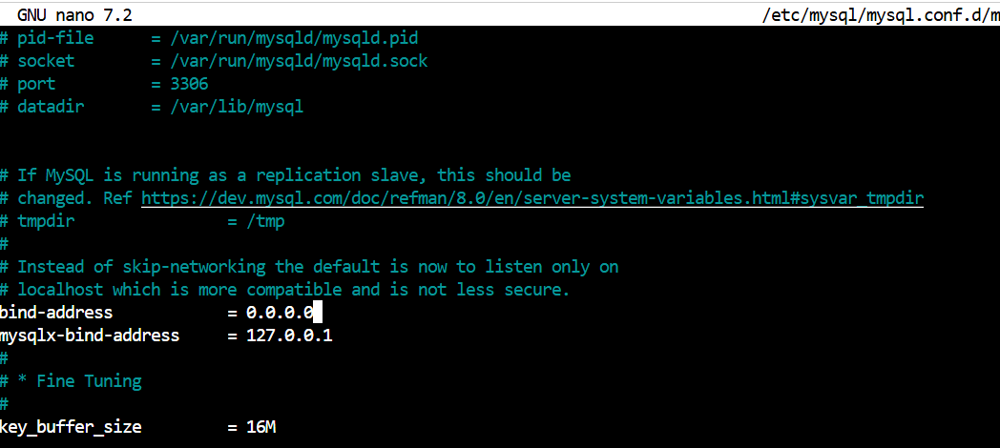 GNU nano 7.2 /etc/mysql/mysql.conf.d/m
# pid-file = /var/run/mysqld/mysqld.pid
# socket = /var/run/mysqld/mysqld.sock
# port = 3306
# datadir = /var/lib/mysql
# If MySQL is running as a replication slave, this should be
# changed. Ref https://dev.mysql.com/doc/refman/8.0/en/server-system-variables.html#sysvar_tmpdir
# tmpdir = /tmp
#
# Instead of skip-networking the default is now to listen only on
# localhost which is more compatible and is not less secure.
bind-address = 0.0.0.0
mysqlx-bind-address = 127.0.0.1
#
# * Fine Tuning
#
key_buffer_size = 16M